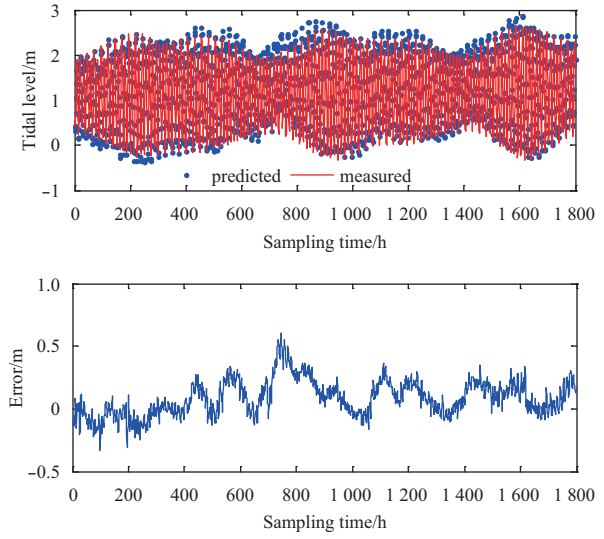 3
2
1
0
−1
Tidal level/m
predicted measured
0 200 400 600 800 1 000 1 200 1 400 1 600 1 800
Sampling time/h
1.0
0.5
0
−0.5
Error/m
0 200 400 600 800 1 000 1 200 1 400 1 600 1 800
Sampling time/h